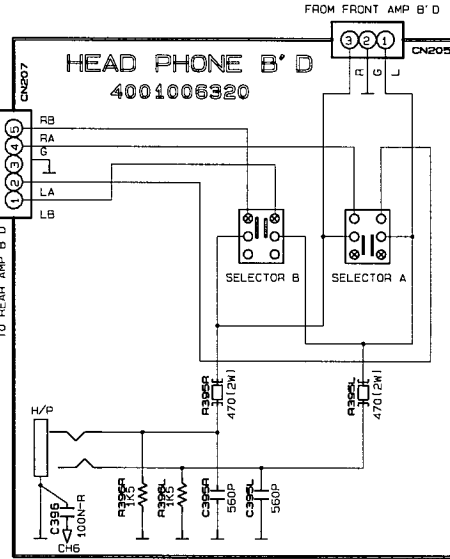 FROM FRONT AMP B'D
3 2 1
CN205
R G L
CN207
HEAD PHONE B'D
4001006320
5 RB
4 RA
3 G
2 LA
1 LB
TO REAR AMP B'D
SELECTOR B
SELECTOR A
R395R
470(2W)
R395L
470(2W)
H/P
C396
100N-R
CH6
R396R
1K5
R396L
1K5
C395R
560P
C395L
560P